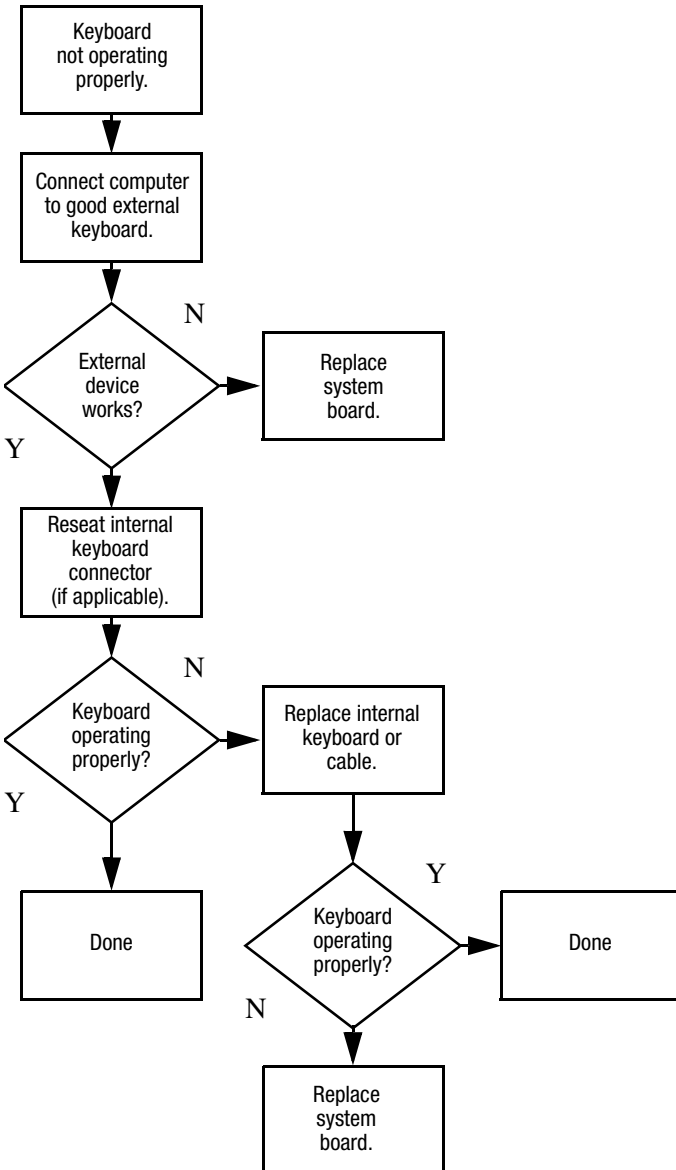 Keyboard
not operating
properly.
Connect computer
to good external
keyboard.
N
External
device
works?
Replace
system
board.
Y
Reseat internal
keyboard
connector
(if applicable).
N
Keyboard
operating
properly?
Replace internal
keyboard or
cable.
Y
Y
Done
Keyboard
operating
properly?
Done
N
Replace
system
board.